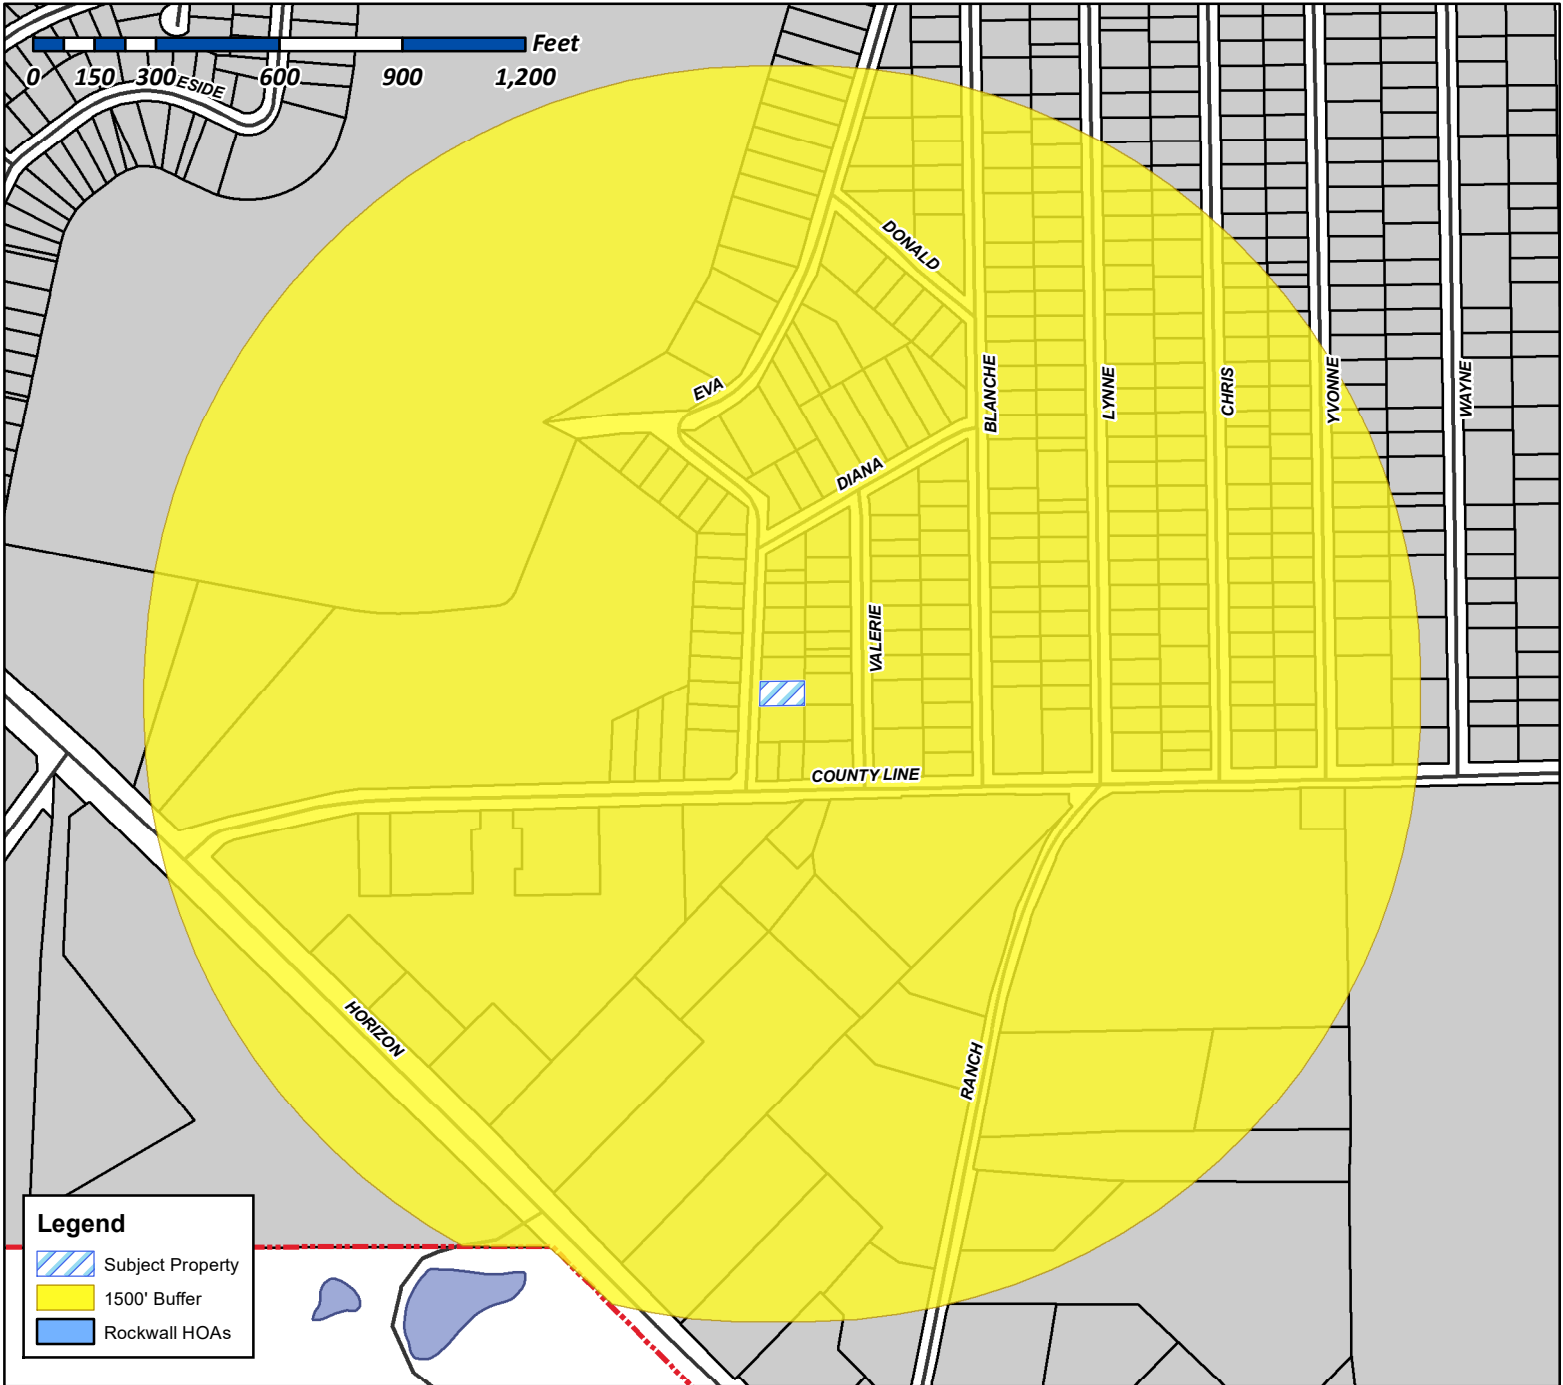 Feet
0 150 300 600 900 1,200
ESIDE
DONALD
EVA
BLANCHE
LYNNE
CHRIS
YVONNE
WAYNE
DIANA
VALERIE
COUNTY LINE
HORIZON
RANCH
Legend
Subject Property
1500' Buffer
Rockwall HOAs